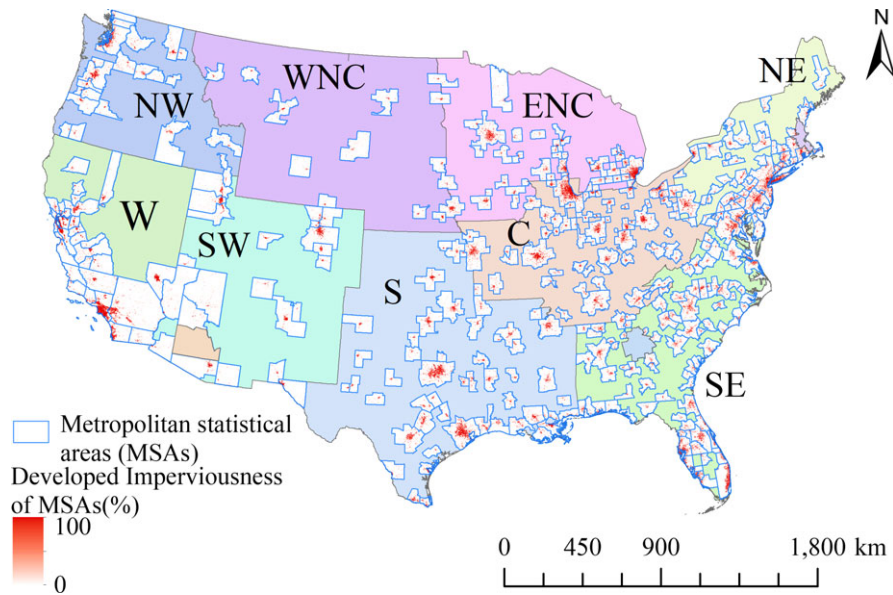 N
NE
WNC
ENC
NW
W
SW
C
S
SE
Metropolitan statistical
areas (MSAs)
Developed Imperviousness
of MSAs(%)
100
0
0 450 900 1,800 km